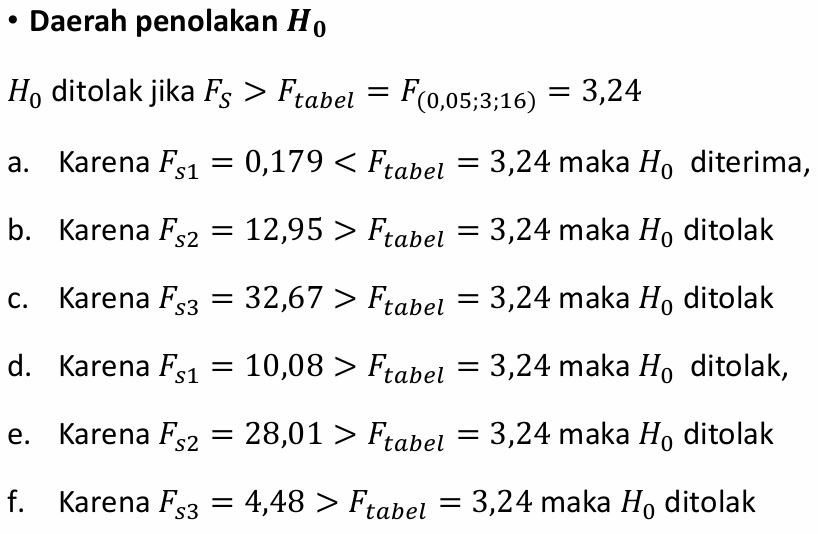 • Daerah penolakan H₀
H₀ ditolak jika F_S > F_tabel = F_(0,05;3;16) = 3,24
a. Karena F_s1 = 0,179 < F_tabel = 3,24 maka H₀ diterima,
b. Karena F_s2 = 12,95 > F_tabel = 3,24 maka H₀ ditolak
c. Karena F_s3 = 32,67 > F_tabel = 3,24 maka H₀ ditolak
d. Karena F_s1 = 10,08 > F_tabel = 3,24 maka H₀ ditolak,
e. Karena F_s2 = 28,01 > F_tabel = 3,24 maka H₀ ditolak
f. Karena F_s3 = 4,48 > F_tabel = 3,24 maka H₀ ditolak